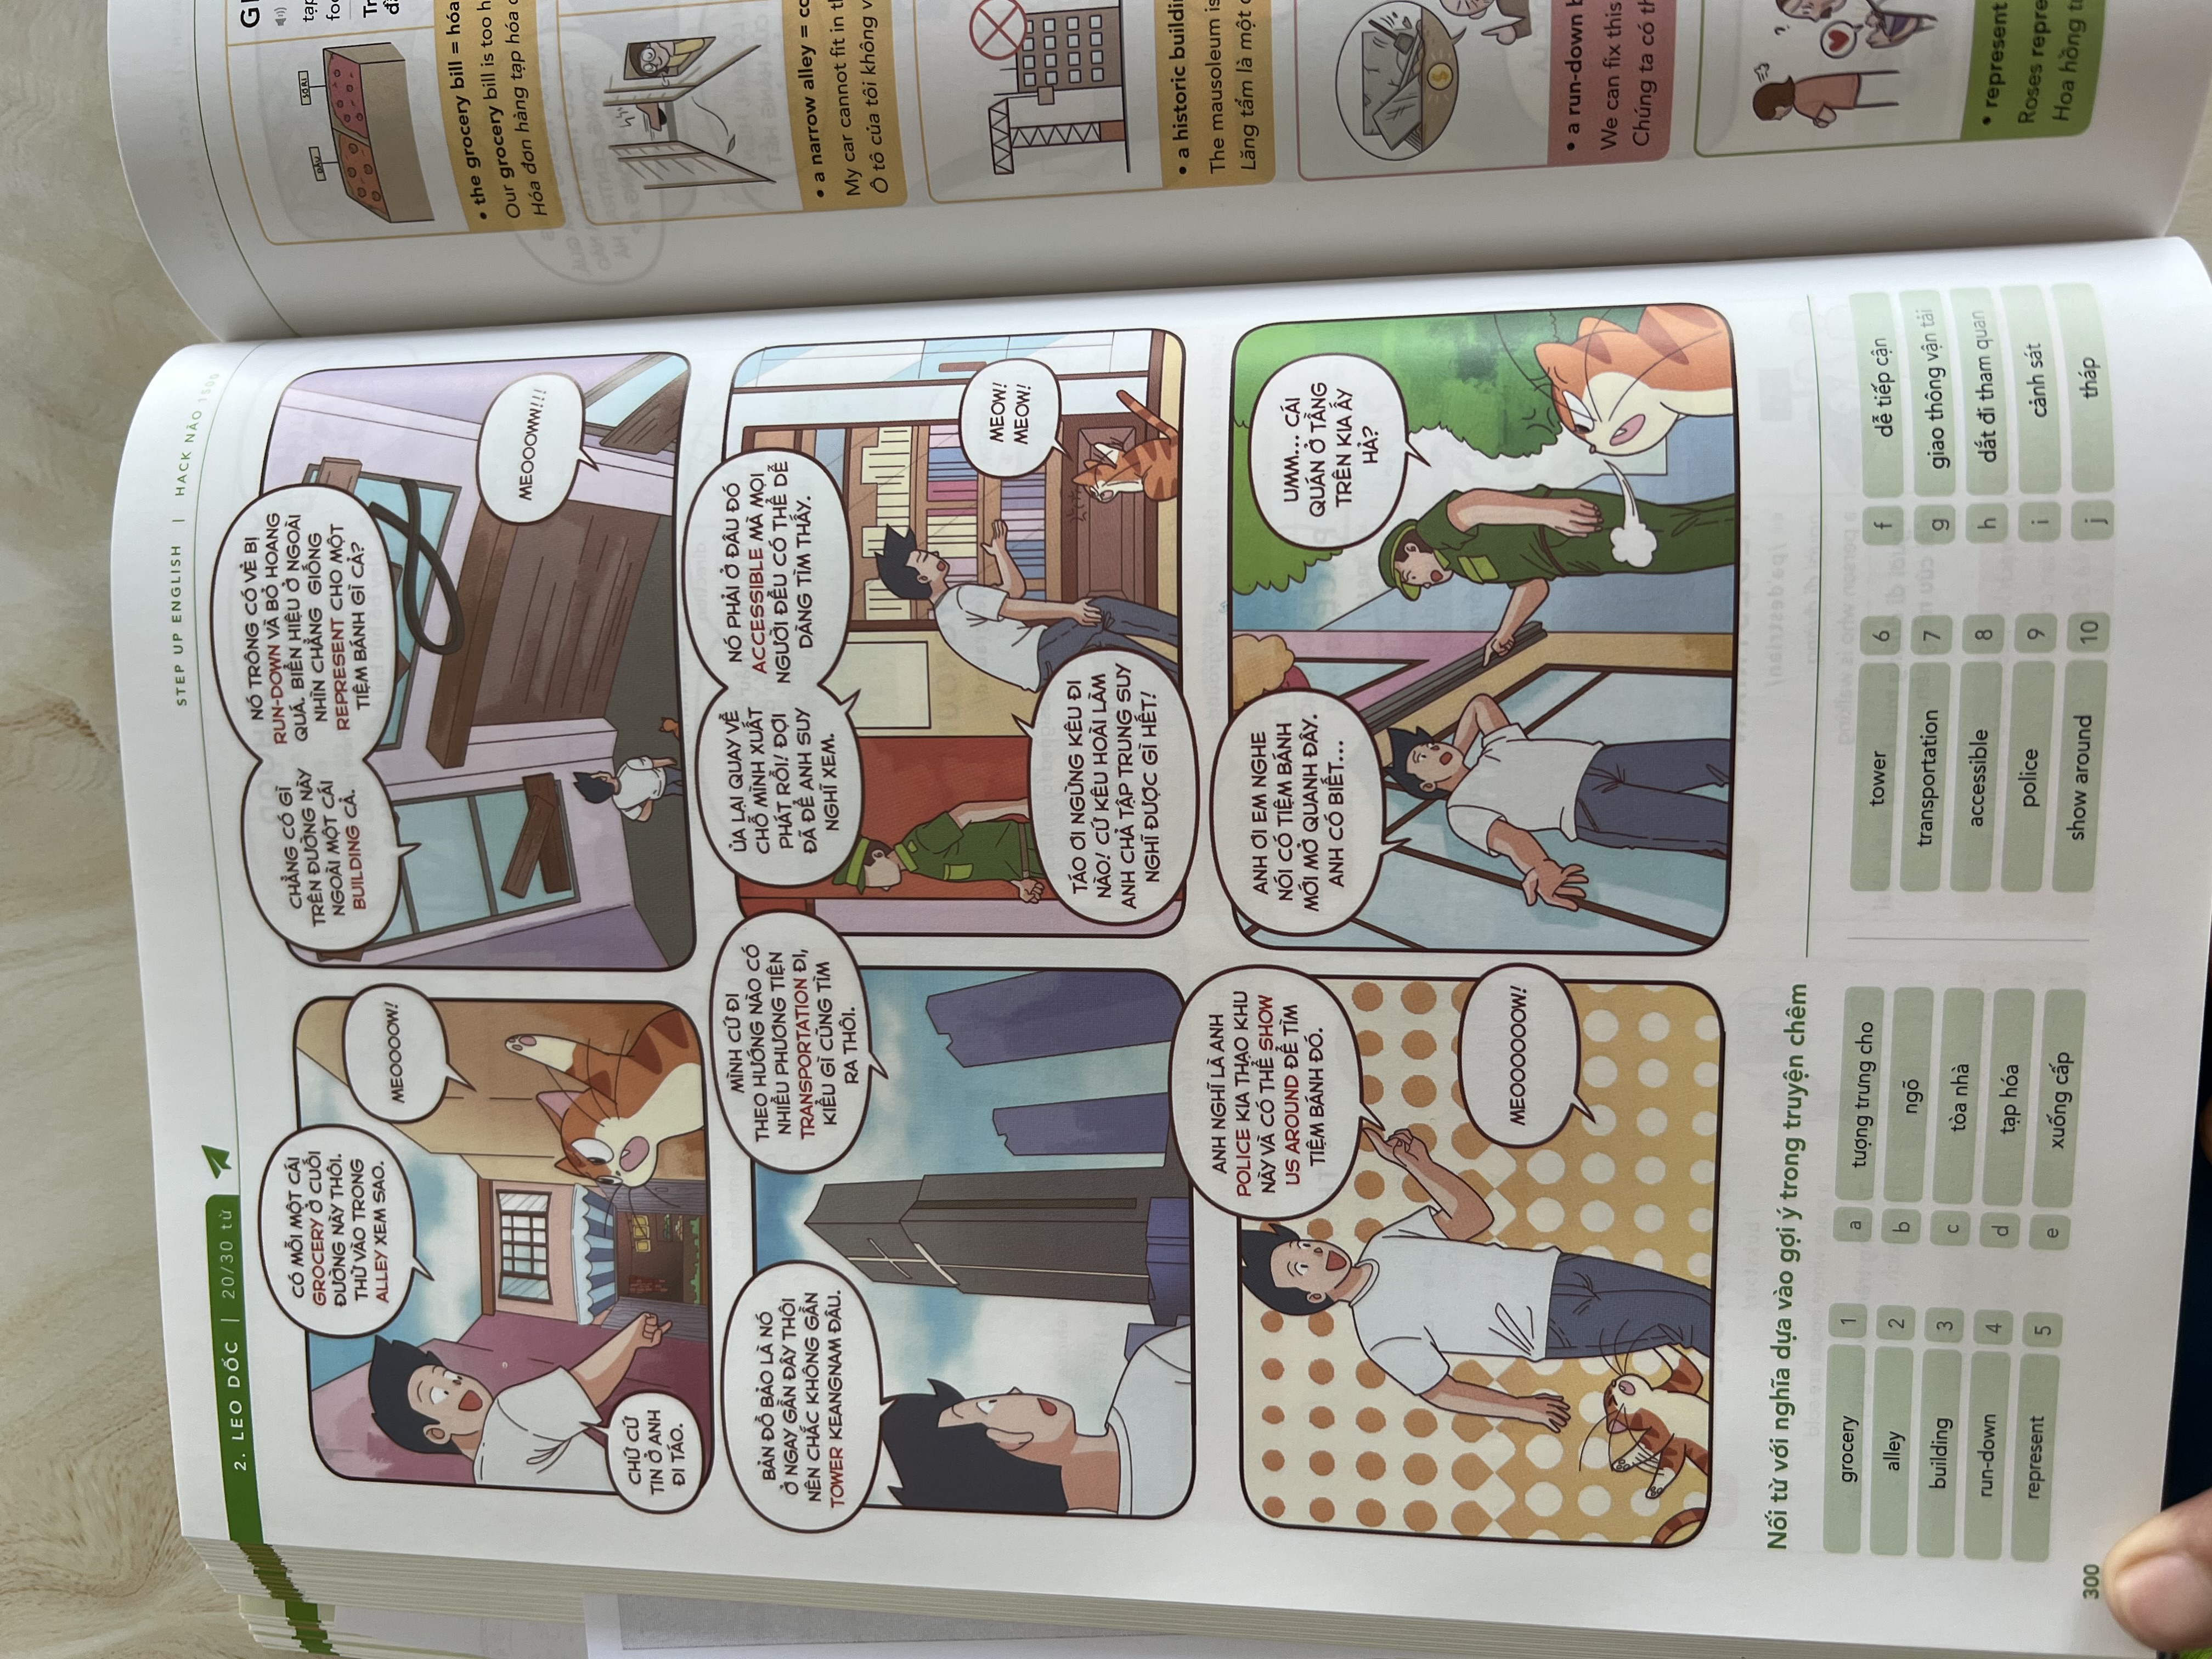 STEP UP ENGLISH | HACK NÃO 1500
2. LEO DỐC | 20/30 từ
CÓ MỖI MỘT CÁI
GROCERY Ở CUỐI
ĐƯỜNG NÀY THÔI.
THỬ VÀO TRONG
ALLEY XEM SAO.
MEOOOOW!
CHỨ CỨ
TIN Ở ANH
ĐI TÁO.
CHẲNG CÓ GÌ
TRÊN ĐƯỜNG NÀY
NGOÀI MỘT CÁI
BUILDING CẢ.
NÓ TRÔNG CÓ VẺ BỊ
RUN-DOWN VÀ BỎ HOANG
QUÁ. BIỂN HIỆU Ở NGOÀI
NHÌN CHẲNG GIỐNG
REPRESENT CHO MỘT
TIỆM BÁNH GÌ CẢ?
MEOOOWW!!!
BẢN ĐỒ BẢO LÀ NÓ
Ở NGAY GẦN ĐÂY THÔI
NÊN CHẮC KHÔNG GẦN
TOWER KEANGNAM ĐÂU.
MÌNH CỨ ĐI
THEO HƯỚNG NÀO CÓ
NHIỀU PHƯƠNG TIỆN
TRANSPORTATION ĐI,
KIỂU GÌ CŨNG TÌM
RA THÔI.
ỦA LẠI QUAY VỀ
CHỖ MÌNH XUẤT
PHÁT RỒI! ĐỢI
ĐÃ ĐỂ ANH SUY
NGHĨ XEM.
NÓ PHẢI Ở ĐÂU ĐÓ
ACCESSIBLE MÀ MỌI
NGƯỜI ĐỀU CÓ THỂ DỄ
DÀNG TÌM THẤY.
MEOW!
MEOW!
TÁO ƠI NGỪNG KÊU ĐI
NÀO! CỨ KÊU HOÀI LÀM
ANH CHẢ TẬP TRUNG SUY
NGHĨ ĐƯỢC GÌ HẾT!
ANH NGHĨ LÀ ANH
POLICE KIA THẠO KHU
NÀY VÀ CÓ THỂ SHOW
US AROUND ĐỂ TÌM
TIỆM BÁNH ĐÓ.
MEOOOOOOW!
ANH ƠI EM NGHE
NÓI CÓ TIỆM BÁNH
MỚI MỞ QUANH ĐÂY.
ANH CÓ BIẾT...
UMM... CÁI
QUÁN Ở TẦNG
TRÊN KIA ẤY
HẢ?
Nối từ với nghĩa dựa vào gợi ý trong truyện chêm
grocery 1 a tượng trưng cho
alley 2 b ngõ
building 3 c tòa nhà
run-down 4 d tạp hóa
represent 5 e xuống cấp
tower 6 f dễ tiếp cận
transportation 7 g giao thông vận tải
accessible 8 h dắt đi tham quan
police 9 i cảnh sát
show around 10 j tháp
300
DÂU
SƠ RI
• the grocery bill = hóa
Our grocery bill is too
Hóa đơn hàng tạp hóa
• a narrow alley =
My car cannot fit in
Ô tô của tôi không
• a historic
The mausoleum is
Lăng tẩm là một
• a run-down
We can fix this
Chúng ta có
• represent
Roses
Hoa hồng